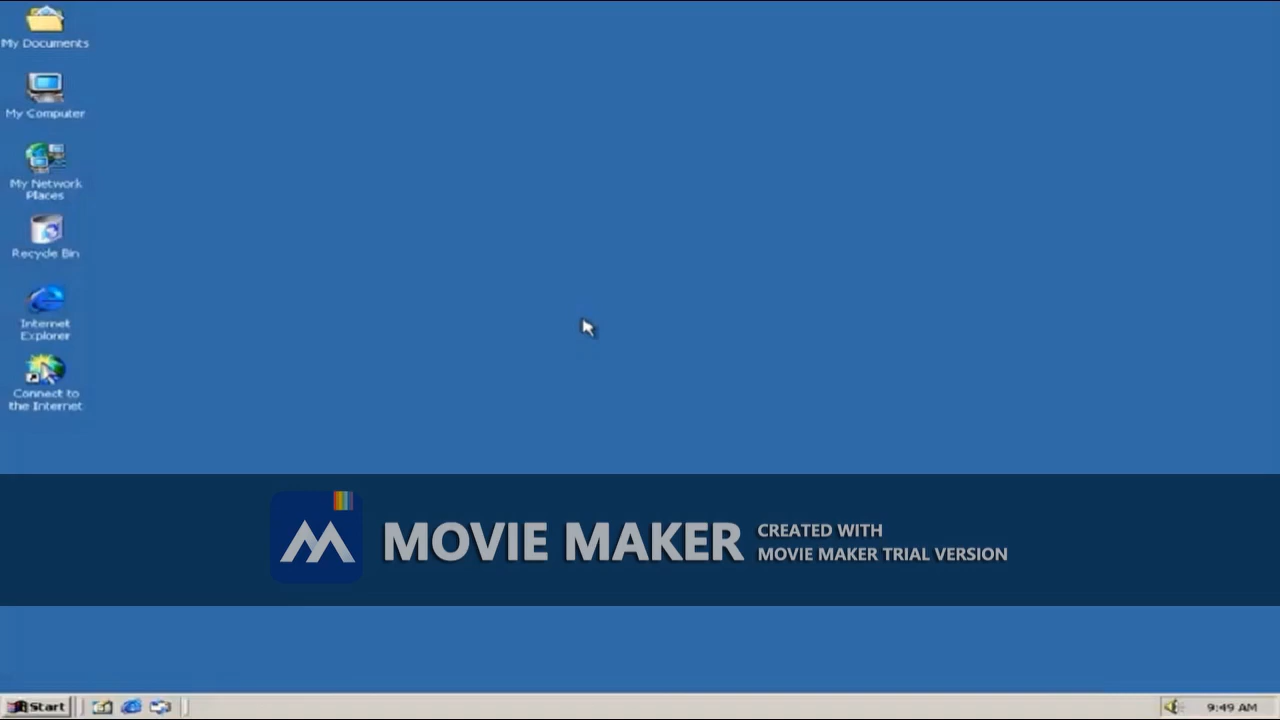 My Documents
My Computer
My Network
Places
Recycle Bin
Internet
Explorer
Connect to
the Internet
MOVIE MAKER
CREATED WITH
MOVIE MAKER TRIAL VERSION
Start
9:49 AM